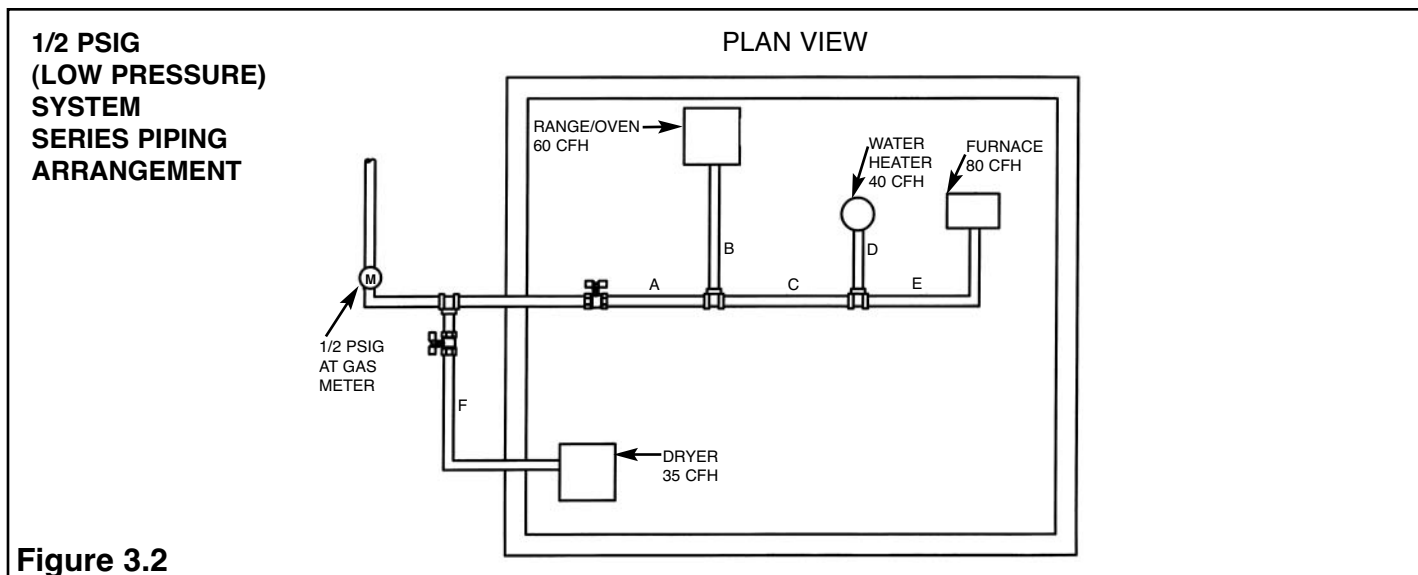 1/2 PSIG
(LOW PRESSURE)
SYSTEM
SERIES PIPING
ARRANGEMENT
PLAN VIEW
RANGE/OVEN
60 CFH
WATER
HEATER
40 CFH
FURNACE
80 CFH
B
D
M
A
C
E
1/2 PSIG
AT GAS
METER
F
DRYER
35 CFH
Figure 3.2